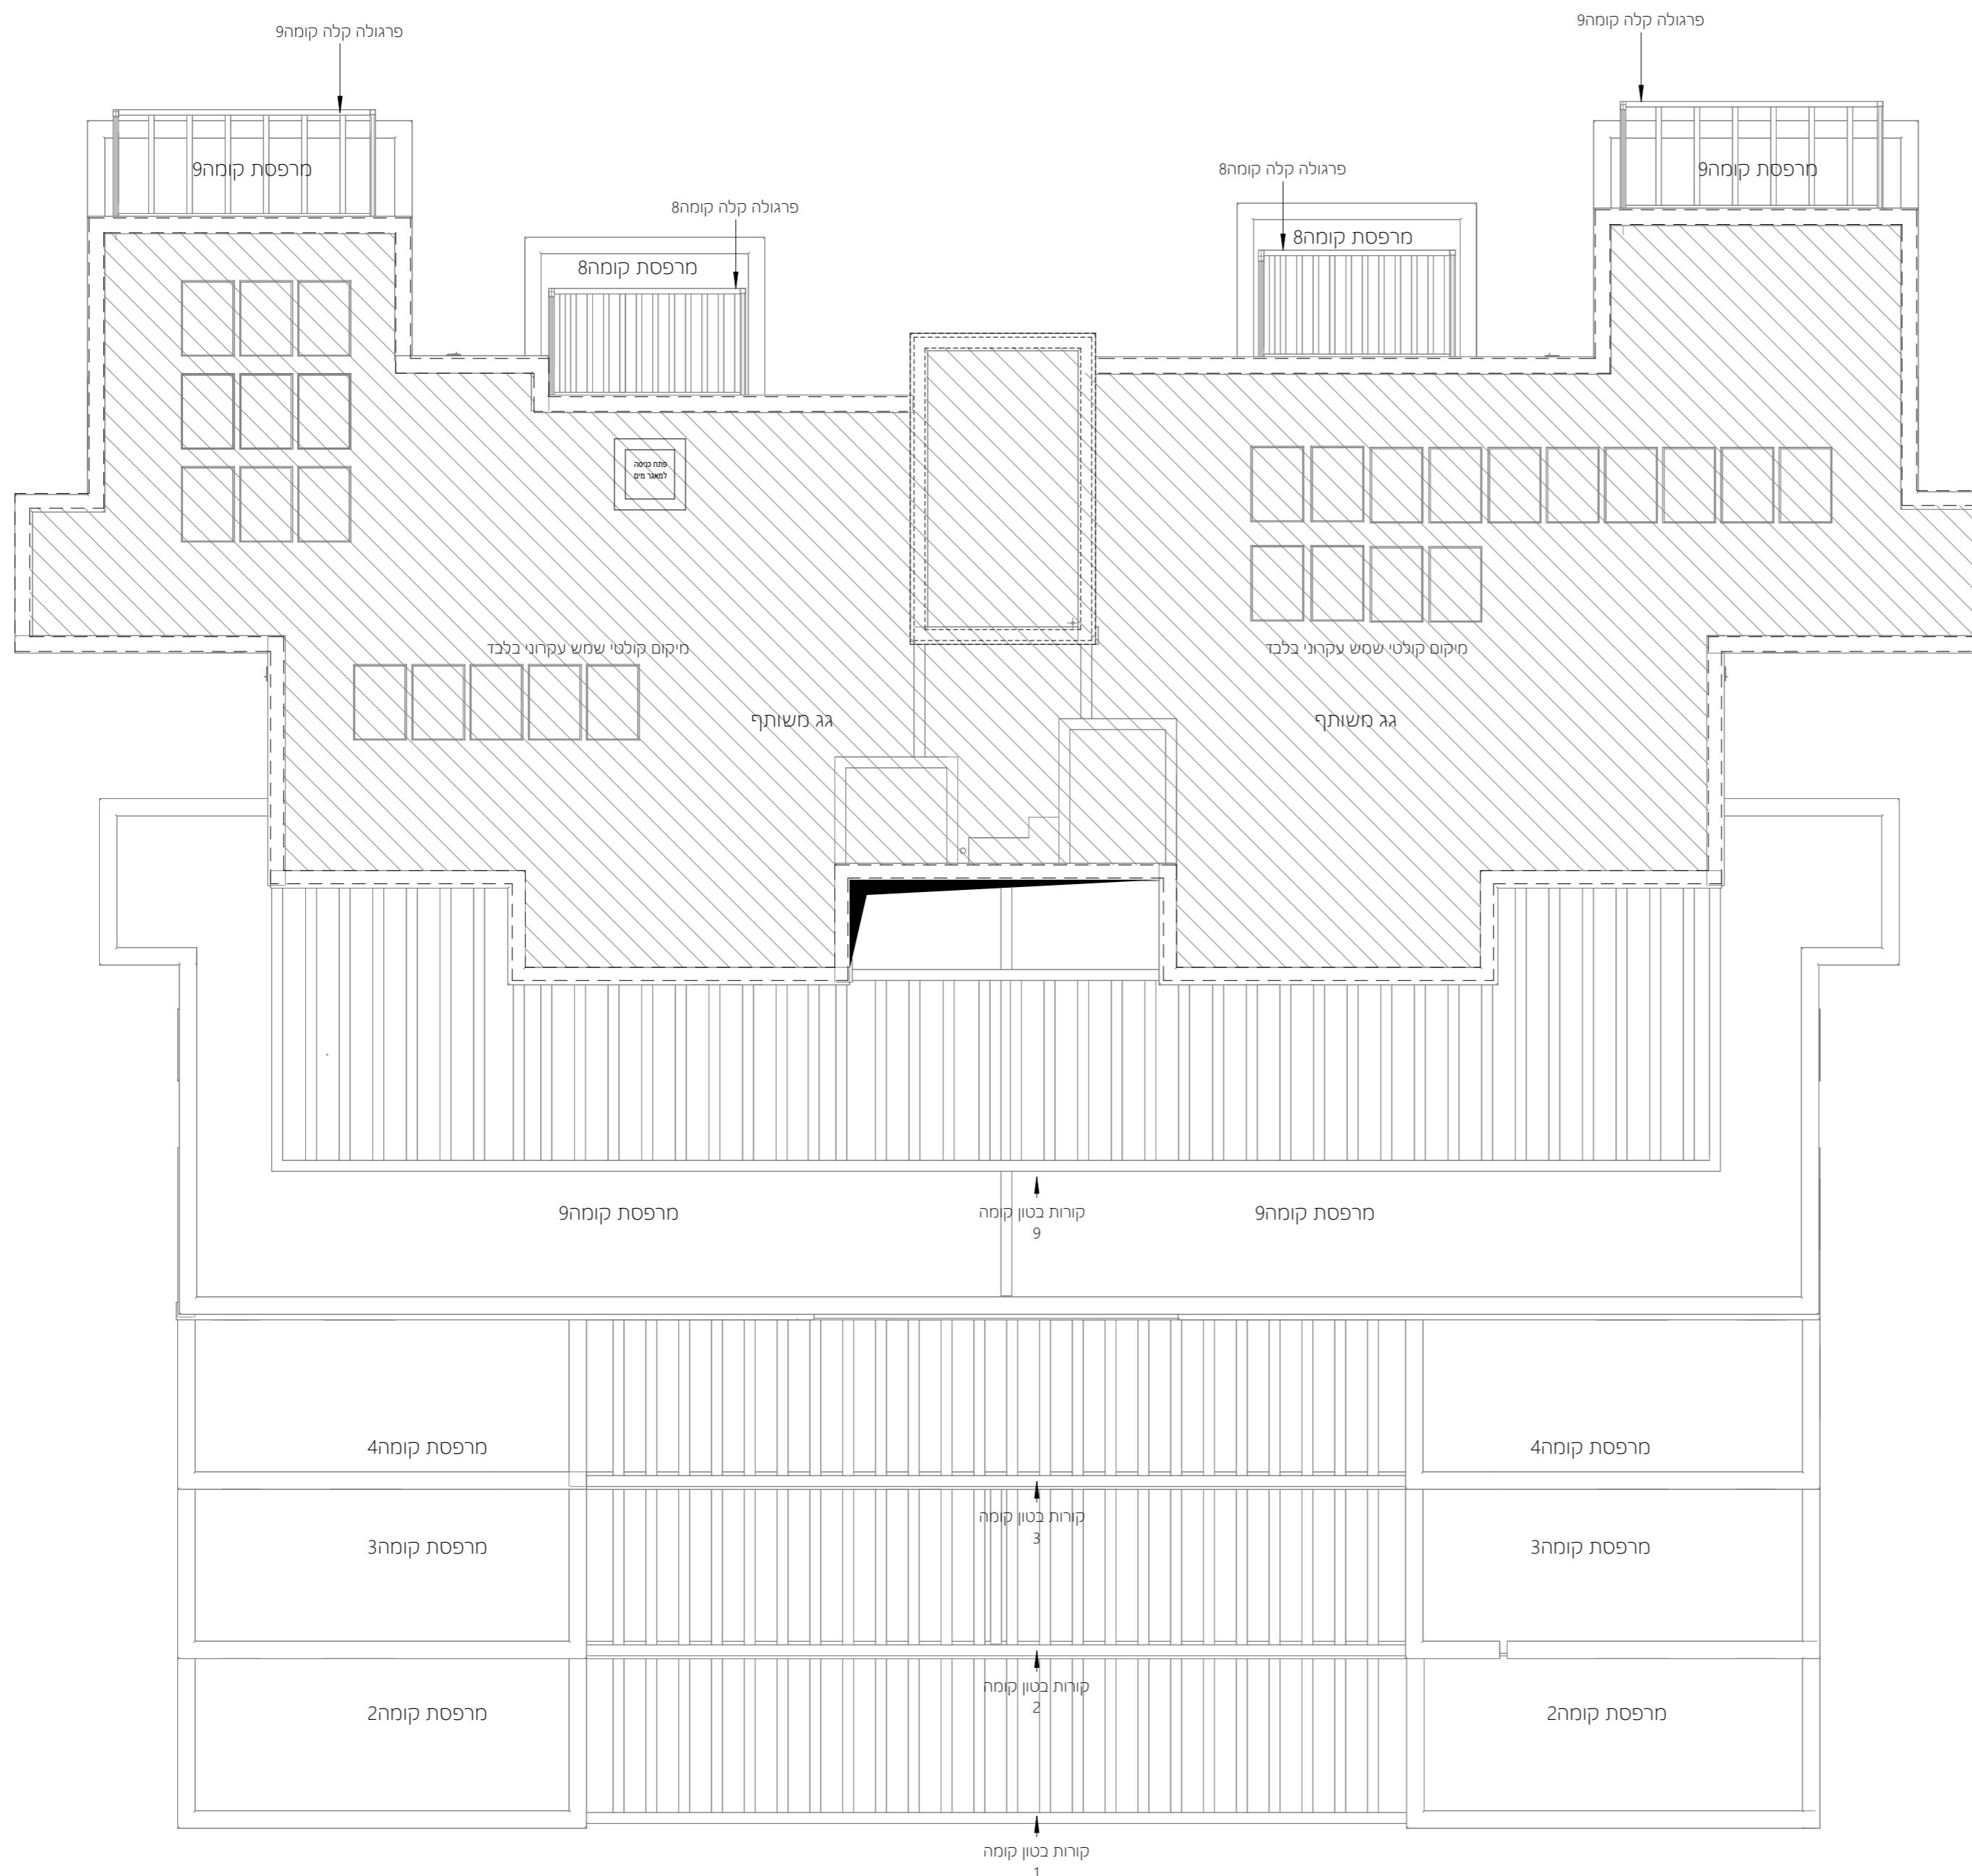 פרגולה קלה קומה9
פרגולה קלה קומה9
מרפסת קומה9
מרפסת קומה9
פרגולה קלה קומה8
פרגולה קלה קומה8
מרפסת קומה8
מרפסת קומה8
פתח כניסה
למאגר מים
מיקום קולטי שמש עקרוני בלבד
מיקום קולטי שמש עקרוני בלבד
גג משותף
גג משותף
מרפסת קומה9
קורות בטון קומה
9
מרפסת קומה9
מרפסת קומה4
מרפסת קומה4
קורות בטון קומה
3
מרפסת קומה3
מרפסת קומה3
קורות בטון קומה
2
מרפסת קומה2
מרפסת קומה2
קורות בטון קומה
1